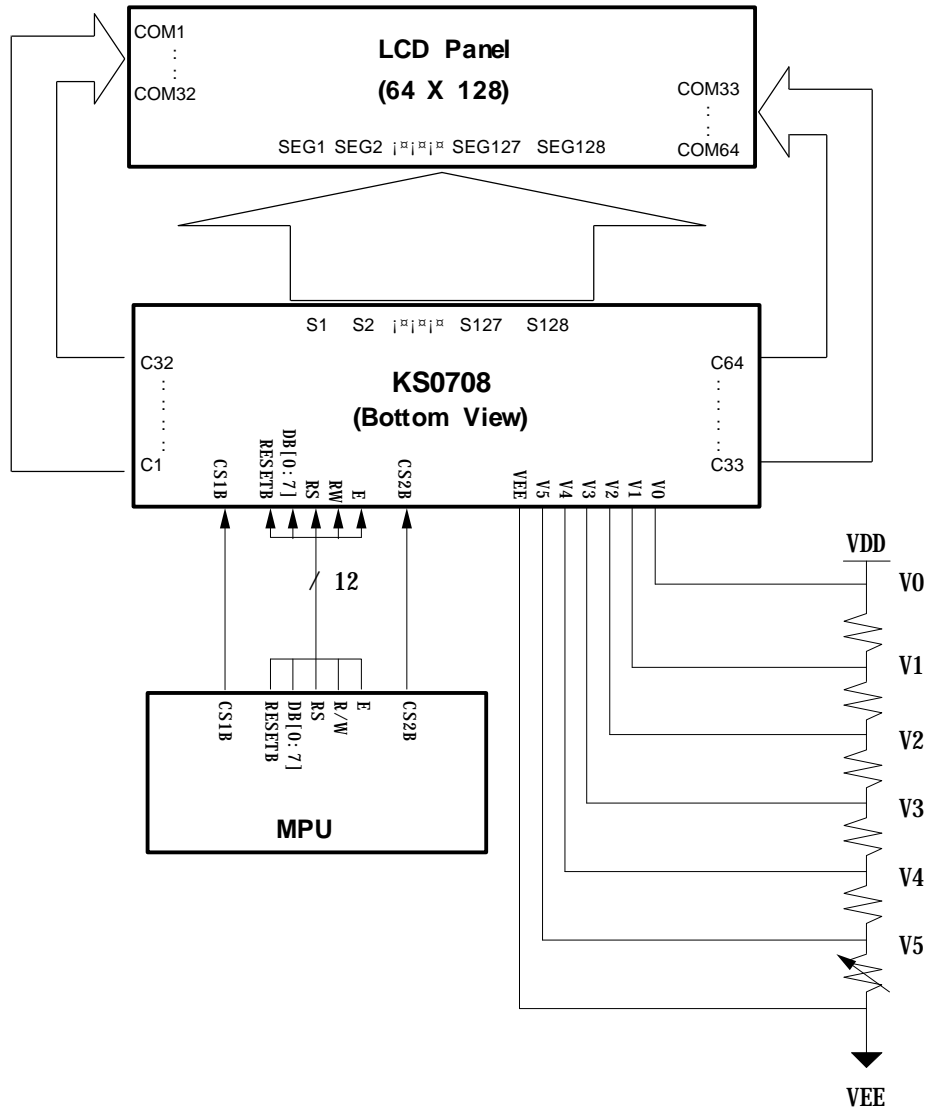 COM1
:
:
COM32
LCD Panel
(64 X 128)
COM33
:
:
COM64
SEG1 SEG2 ¡¤¡¤¡¤ SEG127 SEG128
S1 S2 ¡¤¡¤¡¤ S127 S128
C32
:
:
:
:
C1
KS0708
(Bottom View)
C64
:
:
:
:
C33
CS1B
RESETB
DB[0:7]
RS
RW
E
CS2B
VEE
V5
V4
V3
V2
V1
V0
/ 12
CS1B
RESETB
DB[0:7]
RS
R/W
E
CS2B
MPU
VDD
V0
V1
V2
V3
V4
V5
VEE